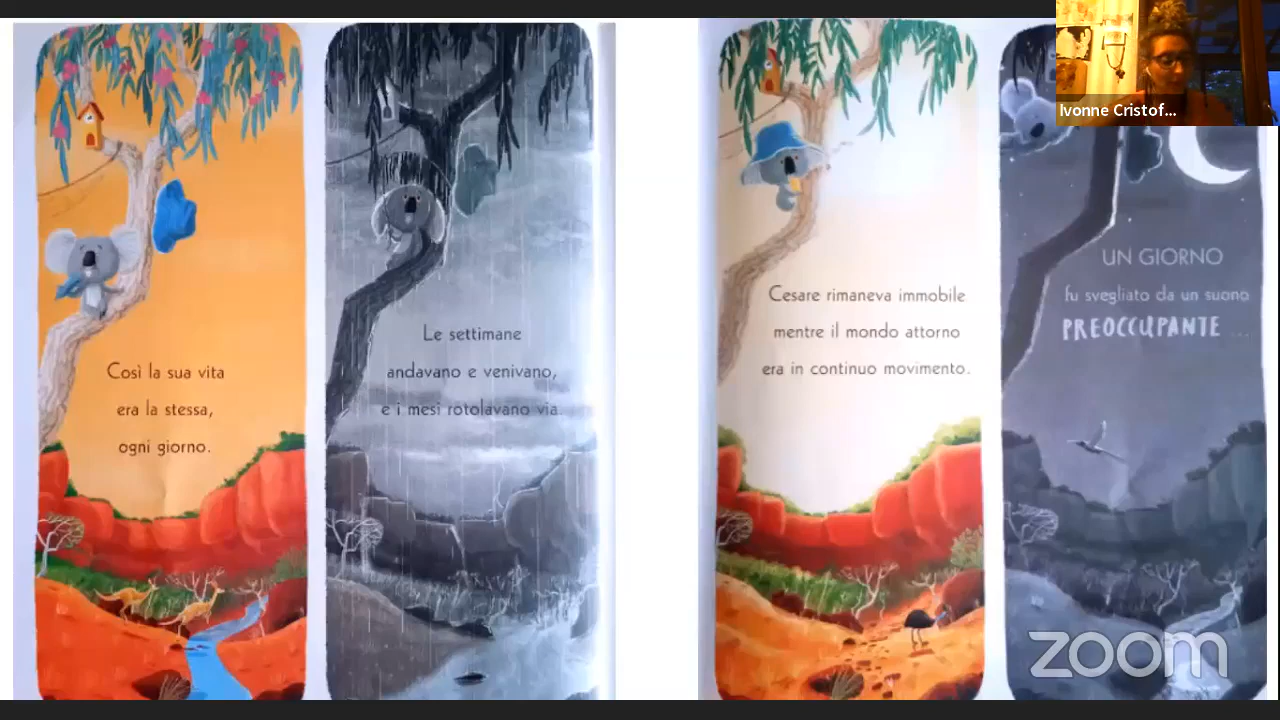 Ivonne Cristof...
Così la sua vita
era la stessa,
ogni giorno.
Le settimane
andavano e venivano,
e i mesi rotolavano via.
Cesare rimaneva immobile
mentre il mondo attorno
era in continuo movimento.
UN GIORNO
fu svegliato da un suono
PREOCCUPANTE ...
zoom